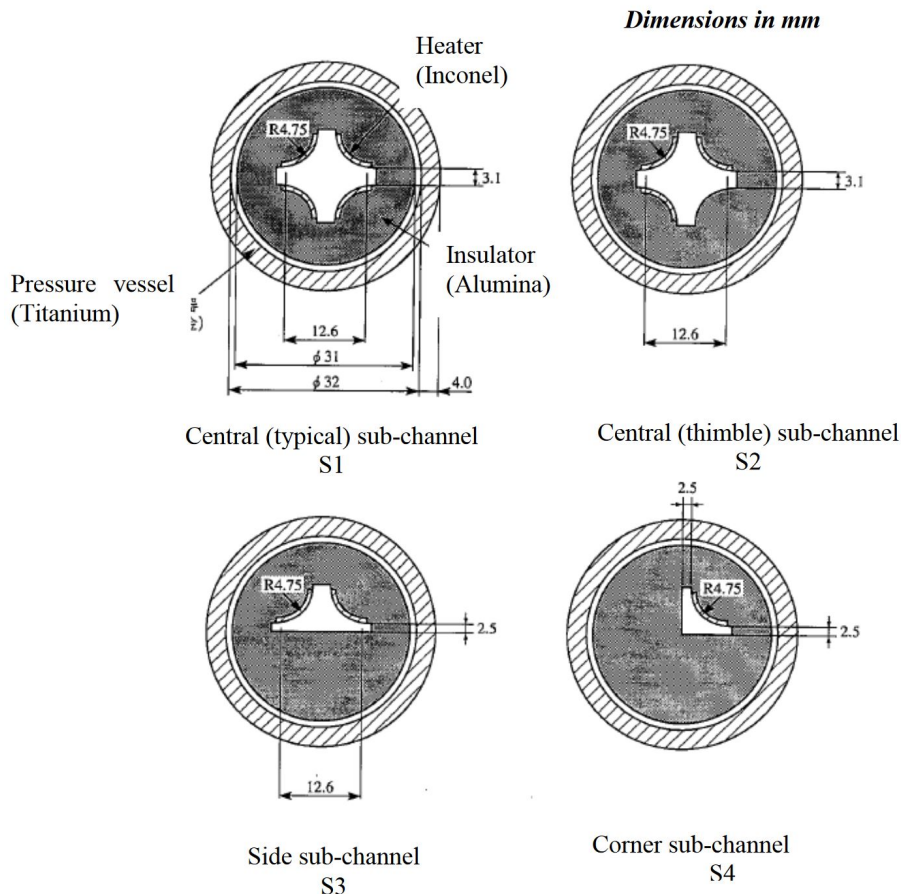 Dimensions in mm
Heater
(Inconel)
R4.75
3.1
Insulator
(Alumina)
Pressure vessel
(Titanium)
12.6
ϕ 31
ϕ 32
4.0
Central (typical) sub-channel
S1
R4.75
3.1
12.6
Central (thimble) sub-channel
S2
R4.75
2.5
12.6
Side sub-channel
S3
2.5
R4.75
2.5
Corner sub-channel
S4